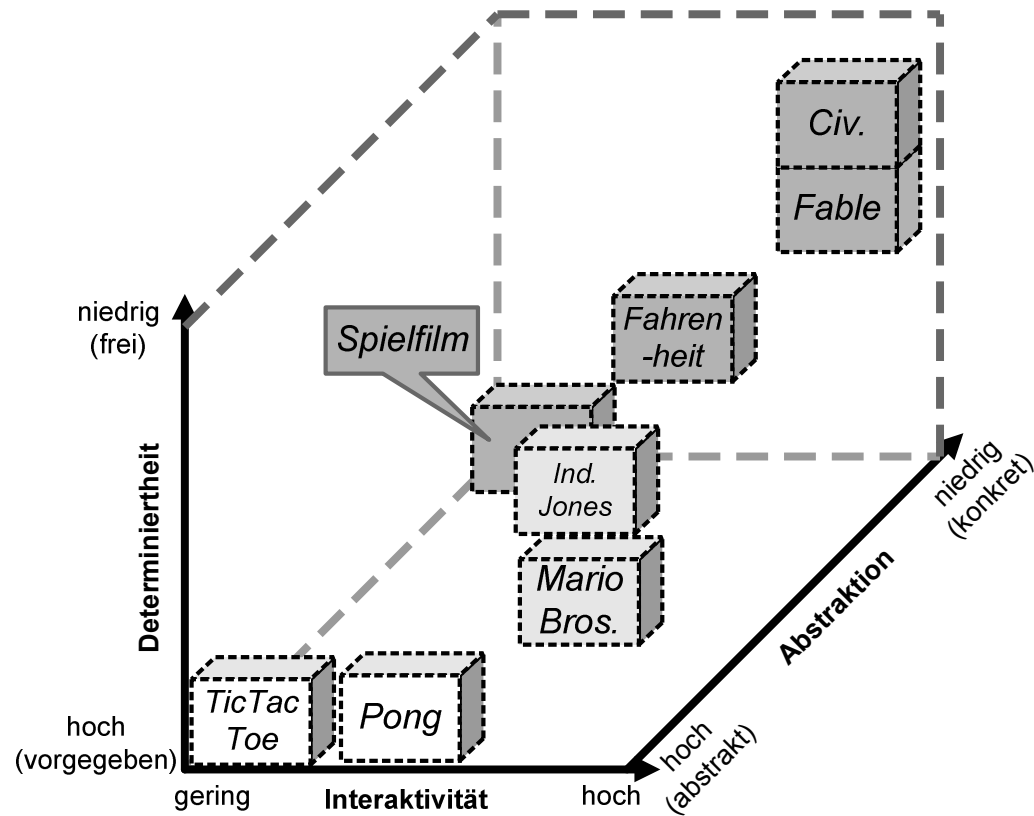 Civ.
Fable
niedrig
(frei)
Spielfilm
Fahren
-heit
Ind.
Jones
niedrig
(konkret)
Determiniertheit
Mario
Bros.
Abstraktion
TicTac
Toe
Pong
hoch
(vorgegeben)
hoch
(abstrakt)
gering
Interaktivität
hoch